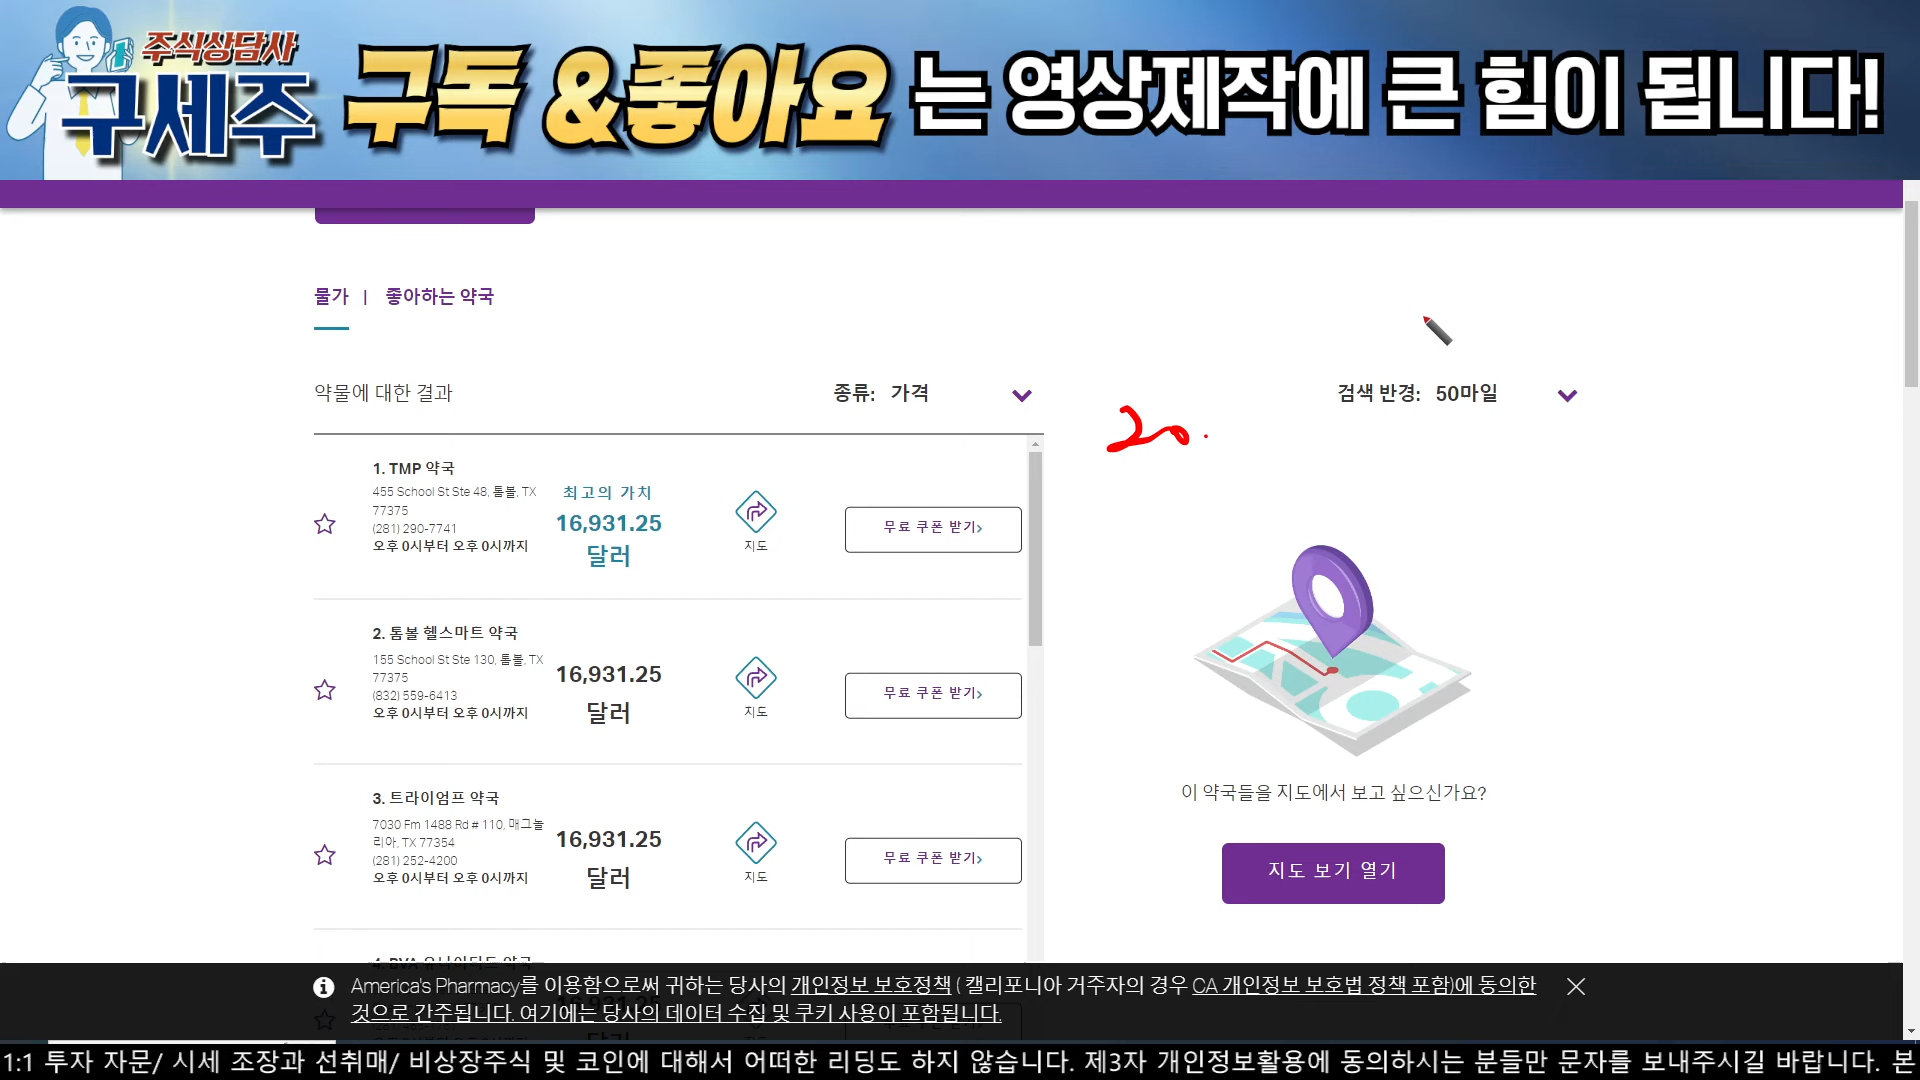 주식상담사
구세주
구독 &좋아요 는 영상제작에 큰 힘이 됩니다!
물가 | 좋아하는 약국
약물에 대한 결과
종류: 가격
검색 반경: 50마일
20.
1. TMP 약국
455 School St Ste 48, 톰볼, TX
77375
(281) 290-7741
오후 0시부터 오후 0시까지
최고의 가치
16,931.25
달러
지도
무료 쿠폰 받기>
2. 톰볼 헬스마트 약국
155 School St Ste 130, 톰볼, TX
77375
(832) 559-6413
오후 0시부터 오후 0시까지
16,931.25
달러
지도
무료 쿠폰 받기>
3. 트라이엄프 약국
7030 Fm 1488 Rd # 110, 매그놀
리아, TX 77354
(281) 252-4200
오후 0시부터 오후 0시까지
16,931.25
달러
지도
무료 쿠폰 받기>
이 약국들을 지도에서 보고 싶으신가요?
지도 보기 열기
4. BVA 유나이티드 약국
16,931.25
달러
America's Pharmacy를 이용함으로써 귀하는 당사의 개인정보 보호정책 ( 캘리포니아 거주자의 경우 CA 개인정보 보호법 정책 포함)에 동의한
것으로 간주됩니다. 여기에는 당사의 데이터 수집 및 쿠키 사용이 포함됩니다.
1:1 투자 자문/ 시세 조장과 선취매/ 비상장주식 및 코인에 대해서 어떠한 리딩도 하지 않습니다. 제3자 개인정보활용에 동의하시는 분들만 문자를 보내주시길 바랍니다. 본